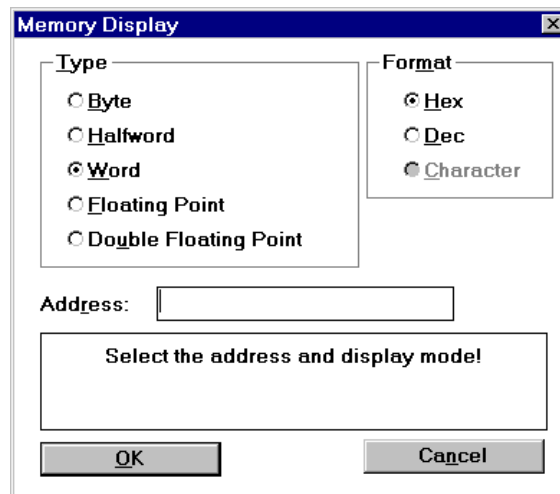 Memory Display
Type
Byte
Halfword
Word
Floating Point
Double Floating Point
Format
Hex
Dec
Character
Address:
Select the address and display mode!
OK
Cancel